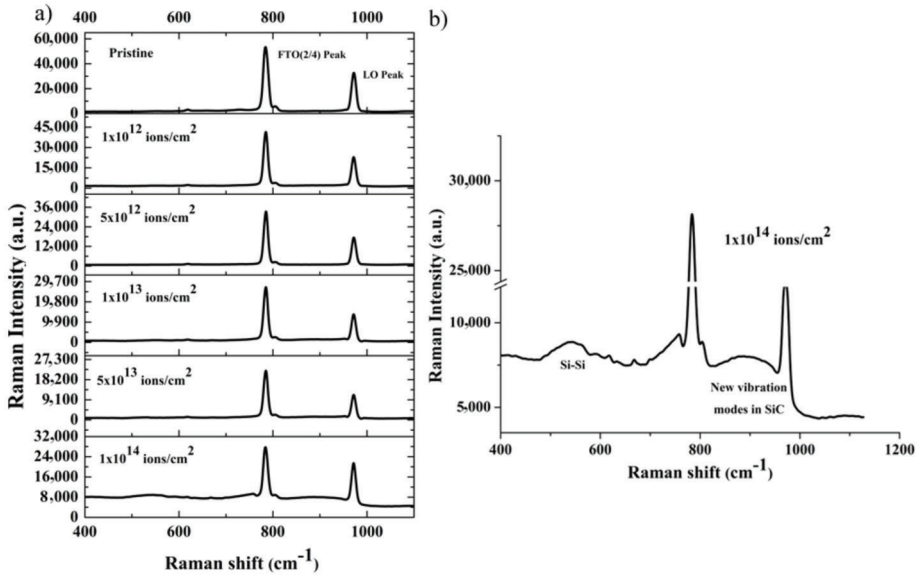 a)
400 600 800 1000
60,000
40,000
20,000
0
Pristine
FTO(2/4) Peak
LO Peak
45,000
30,000
15,000
0
1x10¹² ions/cm²
36,000
24,000
12,000
0
5x10¹² ions/cm²
29,700
19,800
9,900
0
1x10¹³ ions/cm²
27,300
18,200
9,100
0
5x10¹³ ions/cm²
32,000
24,000
16,000
8,000
0
1x10¹⁴ ions/cm²
400 600 800 1000
Raman Intensity (a.u.)
Raman shift (cm⁻¹)
b)
30,000
25,000
10,000
5,000
1x10¹⁴ ions/cm²
Si-Si
New vibration
modes in SiC
400 600 800 1000 1200
Raman Intensity (a.u.)
Raman shift (cm⁻¹)